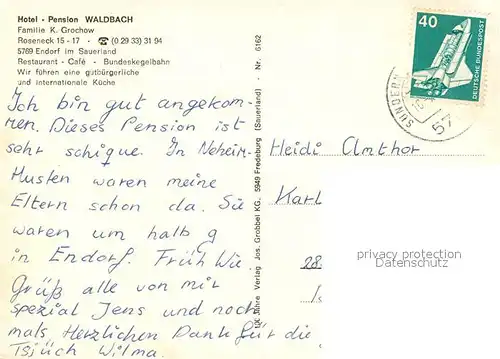 Hotel - Pension WALDBACH
Familie K. Grochow
Roseneck 15 - 17 - ☎ (0 29 33) 31 94
5769 Endorf im Sauerland
Restaurant - Café - Bundeskegelbahn
Wir führen eine gutbürgerliche
und internationale Küche
Ich bin gut angekom-
men. Dieses Pension ist
sehr schique. In Neheim-
Husten waren meine
Eltern schon da. Sie
waren um halb 9
in Endorf. Früh
Grüß alle von mir
spezial Jens und noch
mals Herzlichen Dank für die
Tsjüch Wilma.
Jahre Verlag Jos. Grobbel KG, 5949 Fredeburg (Sauerland) - Nr. 6162
40
DEUTSCHE BUNDESPOST
SUNDERN
57
Heidi Amthor
Karl
28
privacy protection
Datenschutz